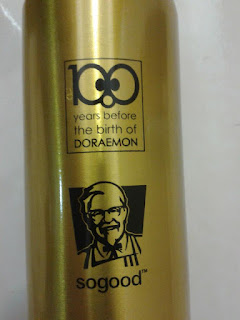 100
years before
the birth of
DORAEMON
sogood™